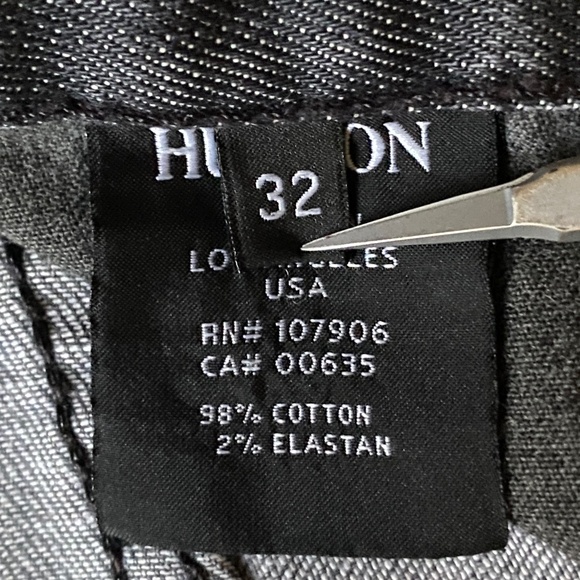 32
USA
RN# 107906
CA# 00635
98% COTTON
2% ELASTAN